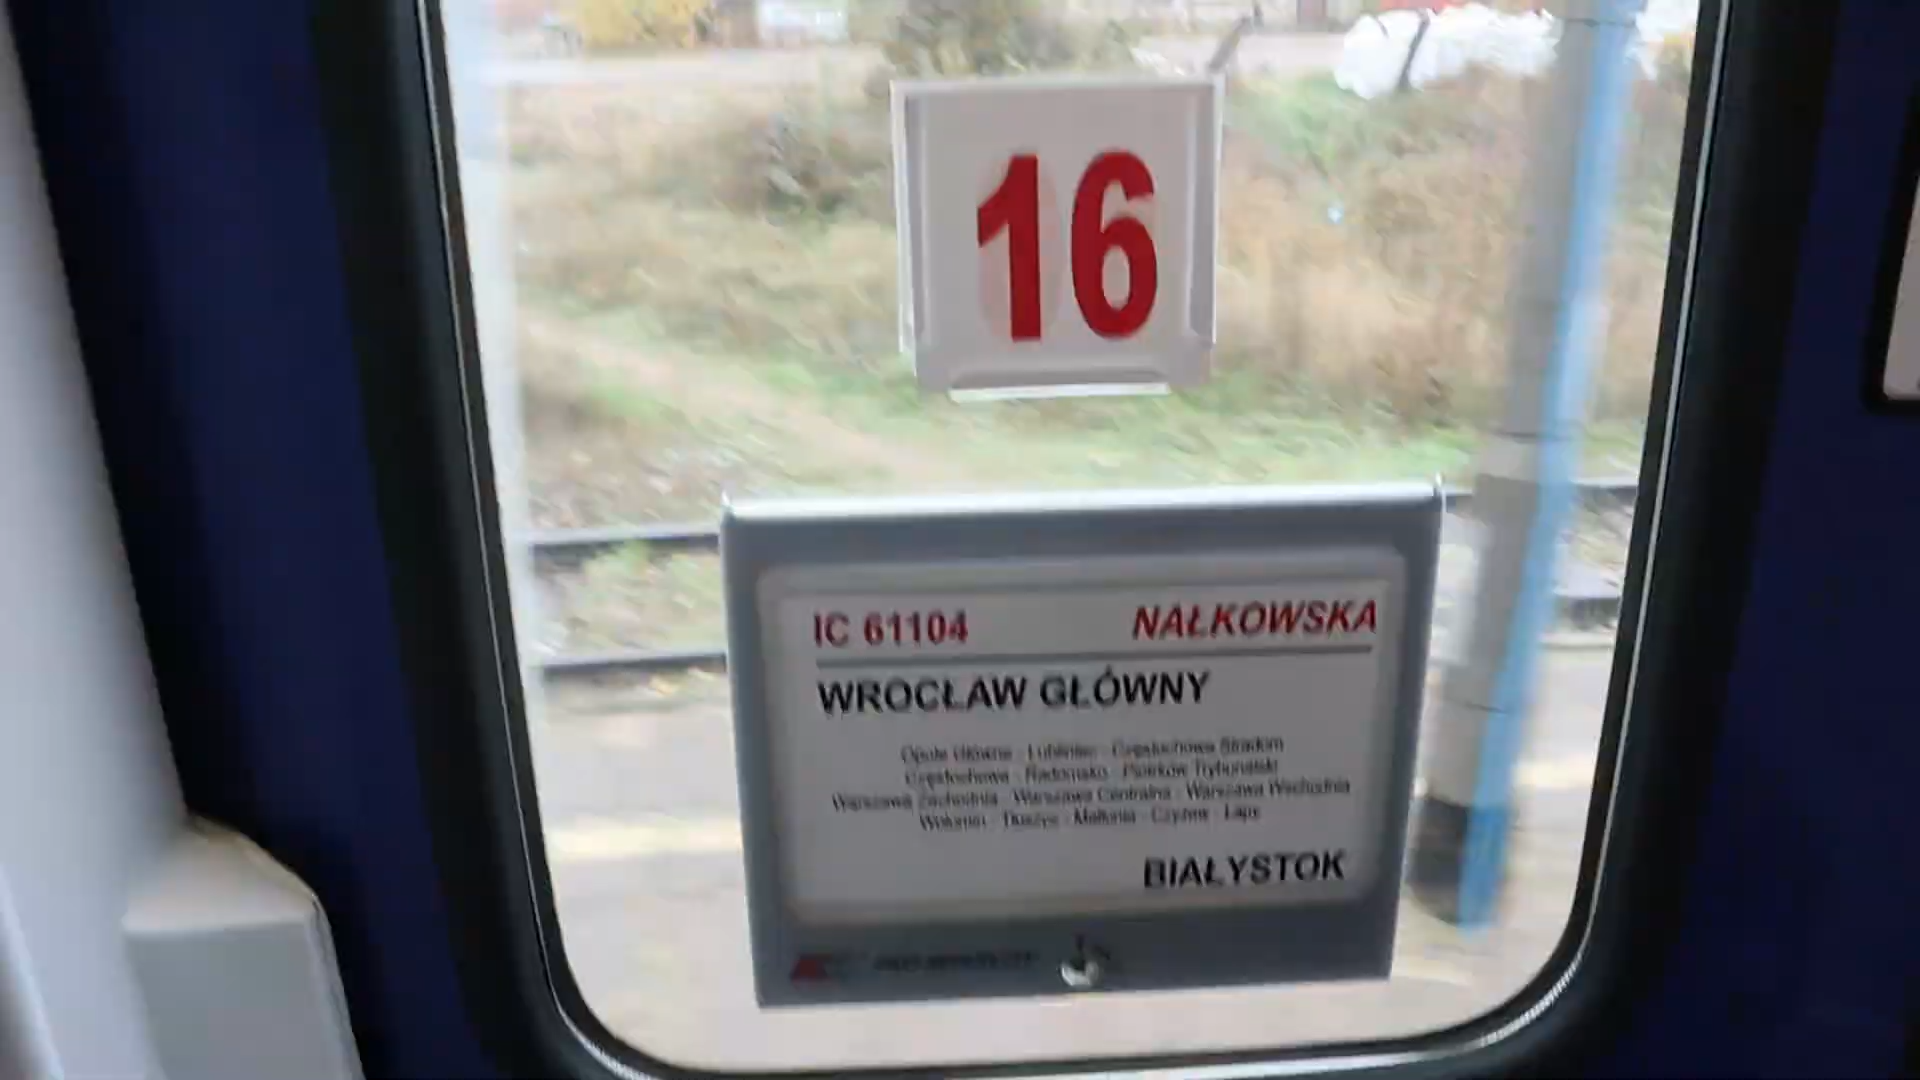 16
IC 61104 NAŁKOWSKA
WROCŁAW GŁÓWNY
Opole Główne - Lubliniec - Częstochowa Stradom
Częstochowa - Radomsko - Piotrków Trybunalski
Warszawa Zachodnia - Warszawa Centralna - Warszawa Wschodnia
Wołomin - Tłuszcz - Małkinia - Czyżew - Łapy
BIAŁYSTOK